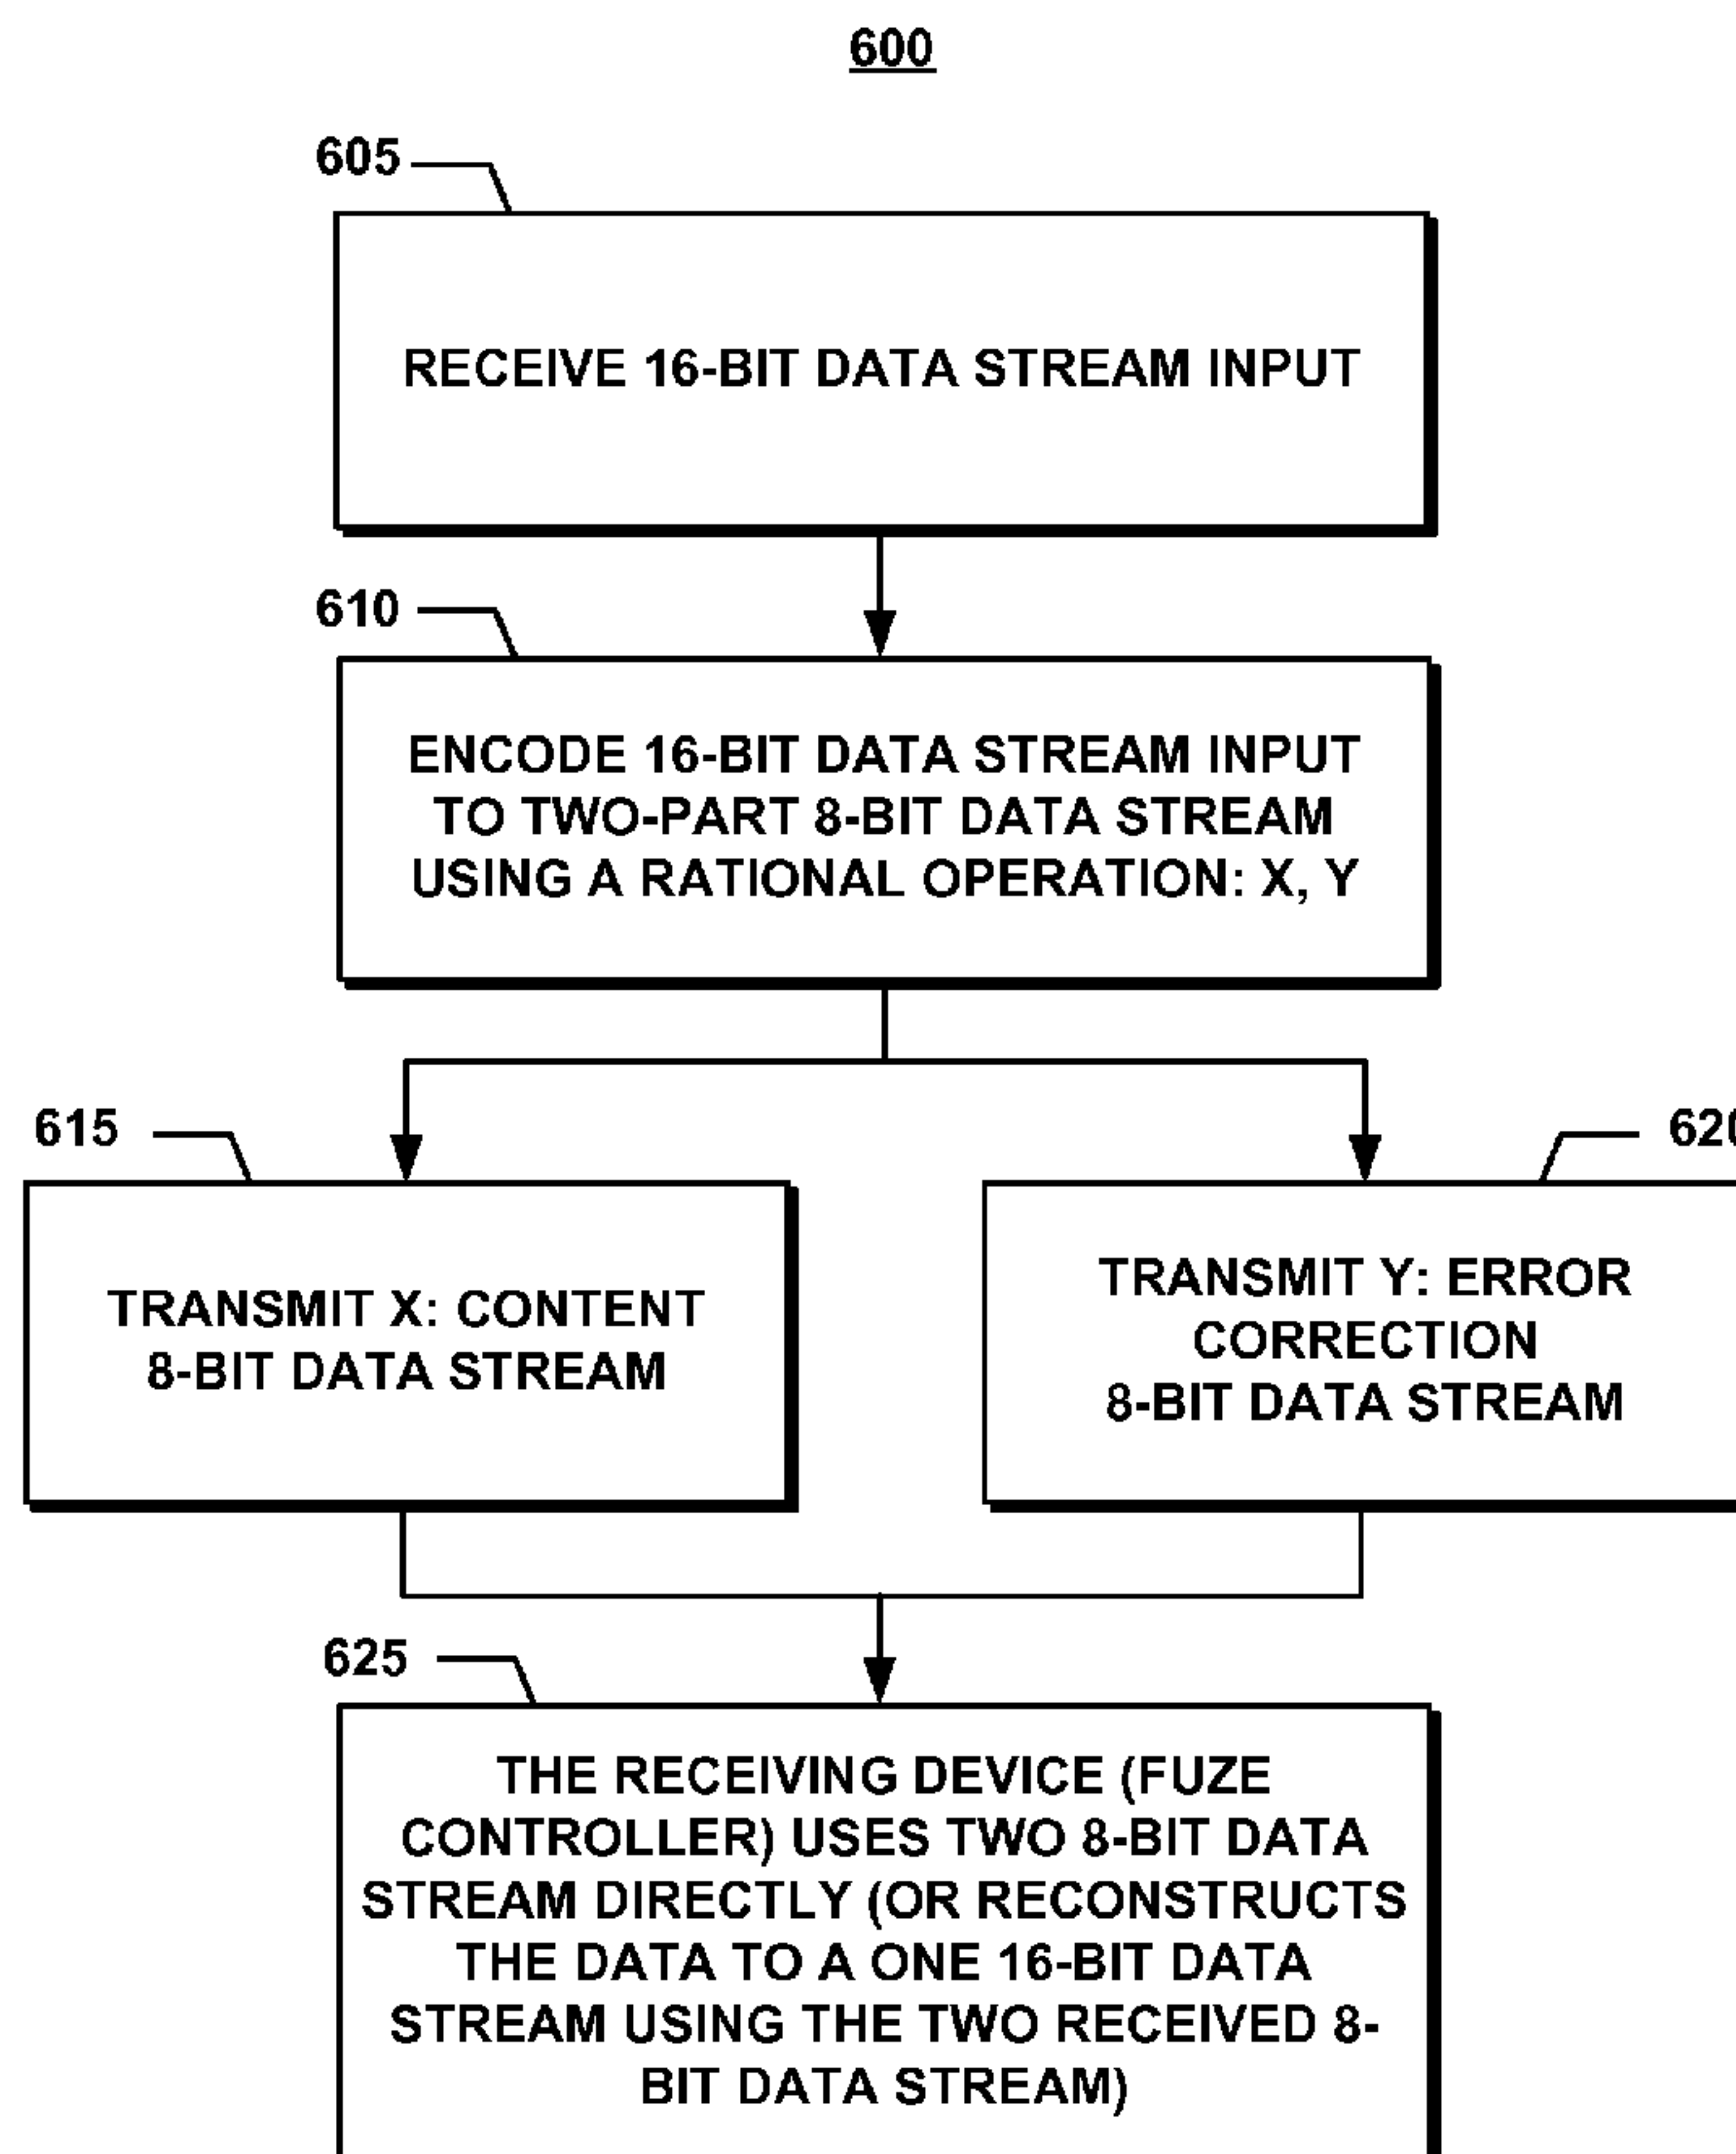 600
605
RECEIVE 16-BIT DATA STREAM INPUT
610
ENCODE 16-BIT DATA STREAM INPUT
TO TWO-PART 8-BIT DATA STREAM
USING A RATIONAL OPERATION: X, Y
615
620
TRANSMIT X: CONTENT
8-BIT DATA STREAM
TRANSMIT Y: ERROR
CORRECTION
8-BIT DATA STREAM
625
THE RECEIVING DEVICE (FUZE
CONTROLLER) USES TWO 8-BIT DATA
STREAM DIRECTLY (OR RECONSTRUCTS
THE DATA TO A ONE 16-BIT DATA
STREAM USING THE TWO RECEIVED 8-
BIT DATA STREAM)